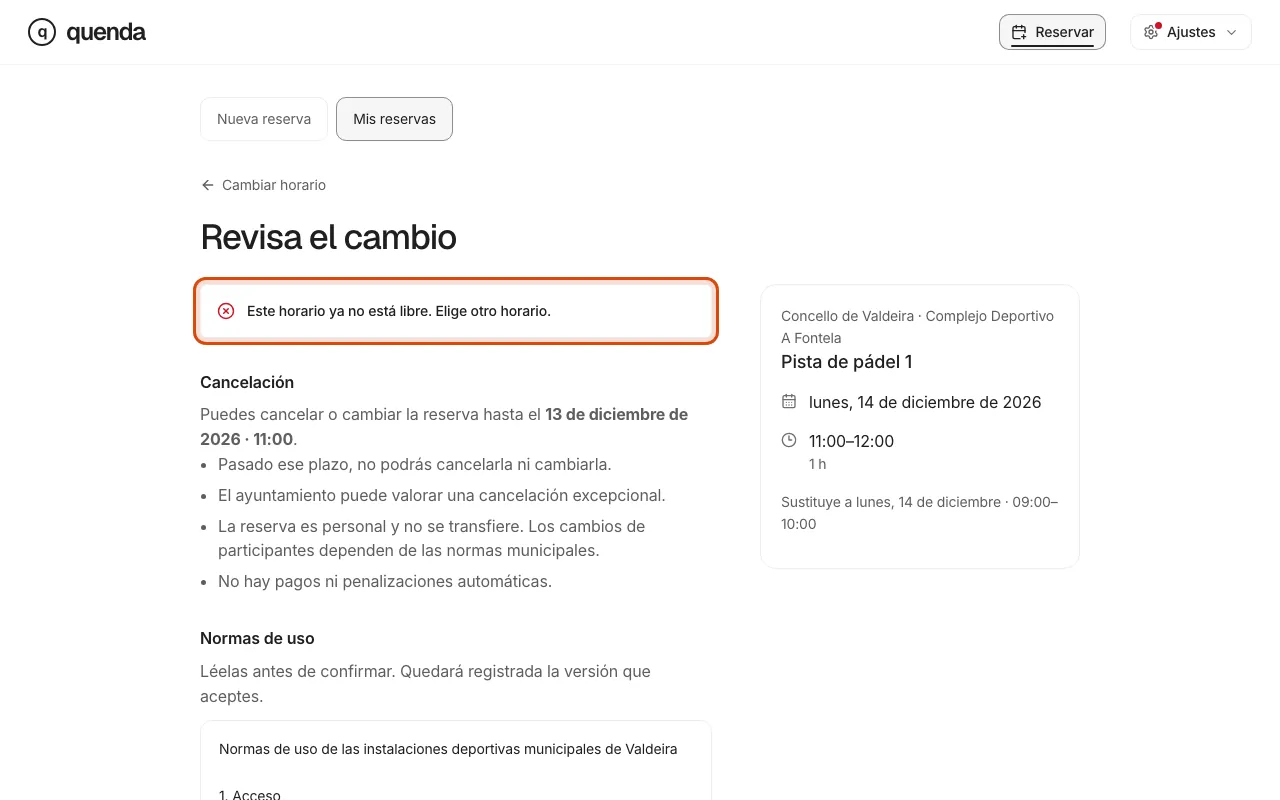 q quenda
Reservar
Ajustes
Nueva reserva
Mis reservas
Cambiar horario
Revisa el cambio
Este horario ya no está libre. Elige otro horario.
Cancelación
Puedes cancelar o cambiar la reserva hasta el 13 de diciembre de
2026 · 11:00.
• Pasado ese plazo, no podrás cancelarla ni cambiarla.
• El ayuntamiento puede valorar una cancelación excepcional.
• La reserva es personal y no se transfiere. Los cambios de
participantes dependen de las normas municipales.
• No hay pagos ni penalizaciones automáticas.
Normas de uso
Léelas antes de confirmar. Quedará registrada la versión que
aceptes.
Normas de uso de las instalaciones deportivas municipales de Valdeira
1. Acceso
Concello de Valdeira · Complejo Deportivo
A Fontela
Pista de pádel 1
lunes, 14 de diciembre de 2026
11:00–12:00
1 h
Sustituye a lunes, 14 de diciembre · 09:00–
10:00